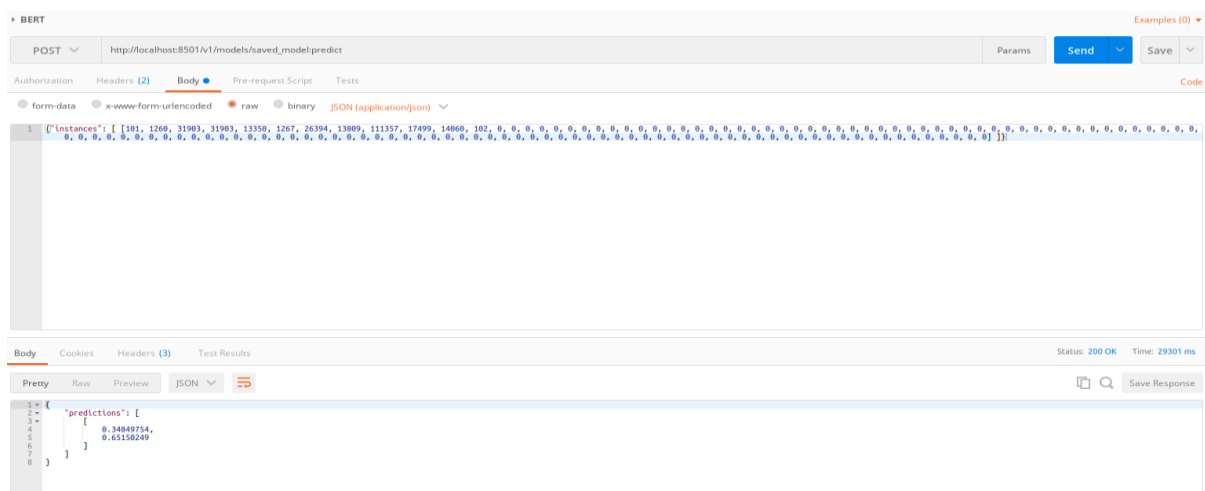 BERT
Examples (0)
POST http://localhost:8501/v1/models/saved_model:predict Params Send Save
Authorization Headers (2) Body Pre-request Script Tests Code
form-data x-www-form-urlencoded raw binary JSON (application/json)
1 {"instances": [ [101, 1260, 31903, 31903, 13350, 1267, 26394, 13809, 111357, 17499, 14060, 102, 0, 0, 0, 0, 0, 0, 0, 0, 0, 0, 0, 0, 0, 0, 0, 0, 0, 0, 0, 0, 0, 0, 0, 0, 0, 0, 0, 0, 0, 0, 0, 0, 0, 0, 0, 0, 0, 0, 0, 0, 0, 0, 0, 0, 0, 0, 0, 0, 0, 0,
0, 0, 0, 0, 0, 0, 0, 0, 0, 0, 0, 0, 0, 0, 0, 0, 0, 0, 0, 0, 0, 0, 0, 0, 0, 0, 0, 0, 0, 0, 0, 0, 0, 0, 0, 0, 0, 0, 0, 0, 0, 0, 0, 0, 0, 0, 0, 0, 0, 0, 0, 0, 0, 0, 0, 0, 0, 0, 0, 0, 0, 0, 0, 0, 0, 0] ]}
Body Cookies Headers (3) Test Results Status: 200 OK Time: 29301 ms
Pretty Raw Preview JSON Save Response
1 {
2 "predictions": [
3 [
4 0.34849754,
5 0.65150249
6 ]
7 ]
8 }